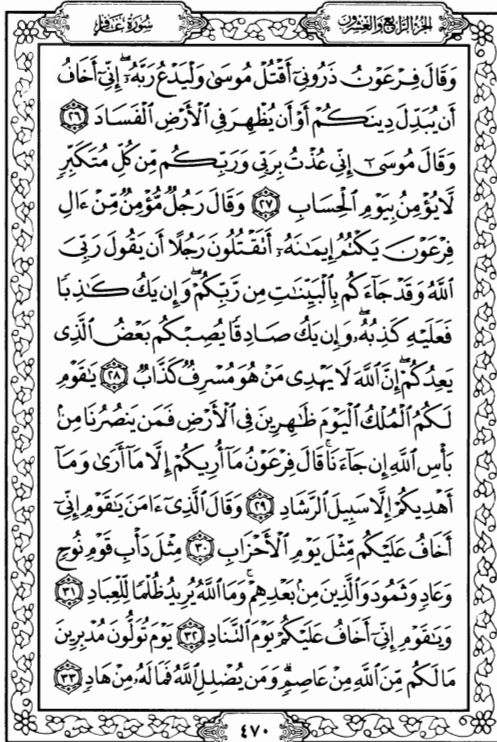 الجزء الرابع والعشرون
سورة غافر
وَقَالَ فِرْعَوْنُ ذَرُونِىٓ أَقْتُلْ مُوسَىٰ وَلْيَدْعُ رَبَّهُۥٓ ۖ إِنِّىٓ أَخَافُ
أَن يُبَدِّلَ دِينَكُمْ أَوْ أَن يُظْهِرَ فِى ٱلْأَرْضِ ٱلْفَسَادَ ٢٦
وَقَالَ مُوسَىٰٓ إِنِّى عُذْتُ بِرَبِّى وَرَبِّكُم مِّن كُلِّ مُتَكَبِّرٍ
لَّا يُؤْمِنُ بِيَوْمِ ٱلْحِسَابِ ٢٧ وَقَالَ رَجُلٌ مُّؤْمِنٌ مِّنْ ءَالِ
فِرْعَوْنَ يَكْتُمُ إِيمَٰنَهُۥٓ أَتَقْتُلُونَ رَجُلًا أَن يَقُولَ رَبِّىَ
ٱللَّهُ وَقَدْ جَآءَكُم بِٱلْبَيِّنَٰتِ مِن رَّبِّكُمْ ۖ وَإِن يَكُ كَٰذِبًا
فَعَلَيْهِ كَذِبُهُۥ ۖ وَإِن يَكُ صَادِقًا يُصِبْكُم بَعْضُ ٱلَّذِى
يَعِدُكُمْ ۖ إِنَّ ٱللَّهَ لَا يَهْدِى مَنْ هُوَ مُسْرِفٌ كَذَّابٌ ٢٨ يَٰقَوْمِ
لَكُمُ ٱلْمُلْكُ ٱلْيَوْمَ ظَٰهِرِينَ فِى ٱلْأَرْضِ فَمَن يَنصُرُنَا مِنۢ
بَأْسِ ٱللَّهِ إِن جَآءَنَا ۚ قَالَ فِرْعَوْنُ مَآ أُرِيكُمْ إِلَّا مَآ أَرَىٰ وَمَآ
أَهْدِيكُمْ إِلَّا سَبِيلَ ٱلرَّشَادِ ٢٩ وَقَالَ ٱلَّذِىٓ ءَامَنَ يَٰقَوْمِ إِنِّىٓ
أَخَافُ عَلَيْكُم مِّثْلَ يَوْمِ ٱلْأَحْزَابِ ٣٠ مِثْلَ دَأْبِ قَوْمِ نُوحٍ
وَعَادٍ وَثَمُودَ وَٱلَّذِينَ مِنۢ بَعْدِهِمْ ۚ وَمَا ٱللَّهُ يُرِيدُ ظُلْمًا لِّلْعِبَادِ ٣١
وَيَٰقَوْمِ إِنِّىٓ أَخَافُ عَلَيْكُمْ يَوْمَ ٱلتَّنَادِ ٣٢ يَوْمَ تُوَلُّونَ مُدْبِرِينَ
مَا لَكُم مِّنَ ٱللَّهِ مِنْ عَاصِمٍ ۗ وَمَن يُضْلِلِ ٱللَّهُ فَمَا لَهُۥ مِنْ هَادٍ ٣٣
٤٧٠